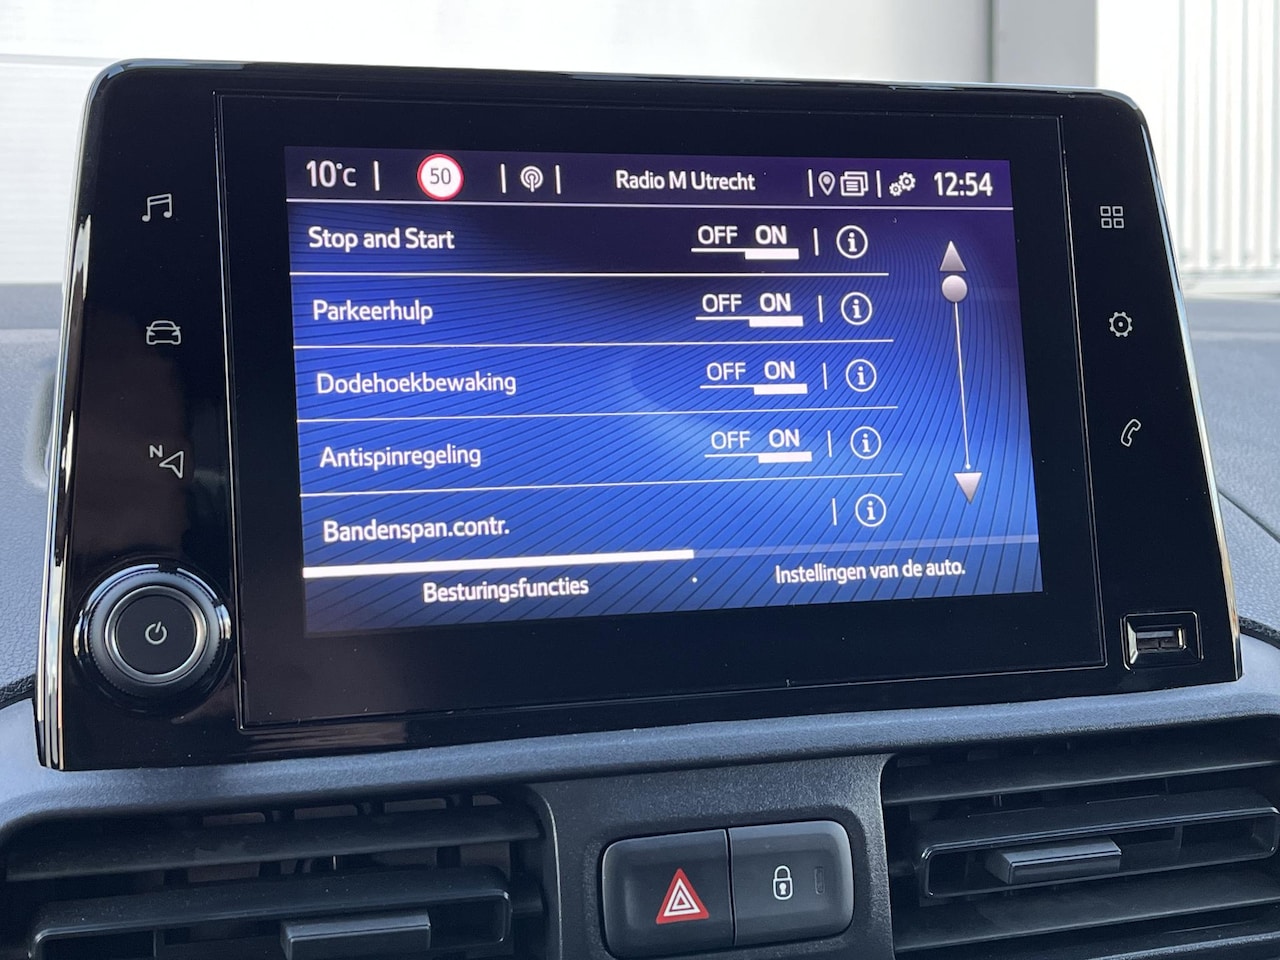 10°C 50 Radio M Utrecht 12:54
Stop and Start OFF ON
Parkeerhulp OFF ON
Dodehoekbewaking OFF ON
Antispinregeling OFF ON
Bandenspan.contr.
Besturingsfuncties Instellingen van de auto.
N